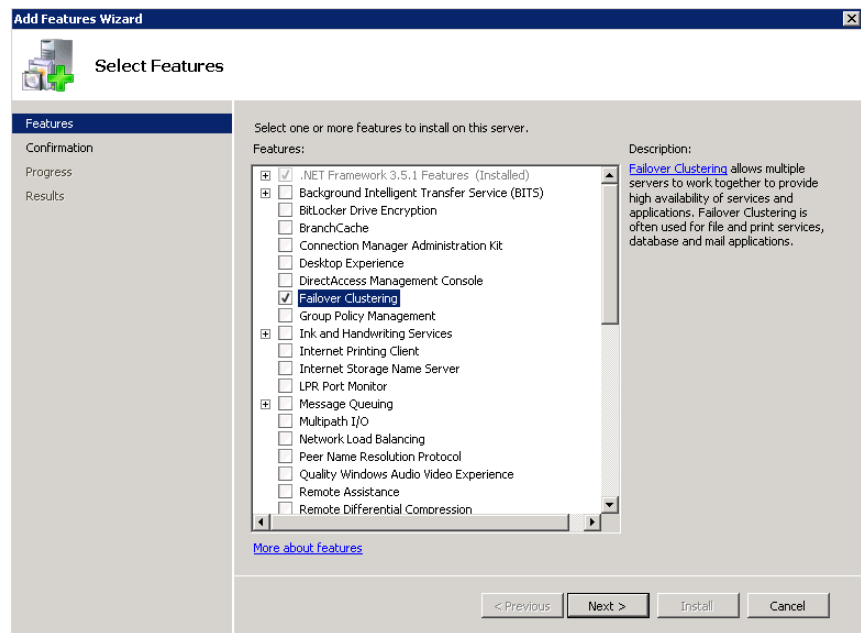 Add Features Wizard
Select Features
Features
Confirmation
Progress
Results
Select one or more features to install on this server.
Features:
.NET Framework 3.5.1 Features (Installed)
Background Intelligent Transfer Service (BITS)
BitLocker Drive Encryption
BranchCache
Connection Manager Administration Kit
Desktop Experience
DirectAccess Management Console
Failover Clustering
Group Policy Management
Ink and Handwriting Services
Internet Printing Client
Internet Storage Name Server
LPR Port Monitor
Message Queuing
Multipath I/O
Network Load Balancing
Peer Name Resolution Protocol
Quality Windows Audio Video Experience
Remote Assistance
Remote Differential Compression
More about features
Description:
Failover Clustering allows multiple
servers to work together to provide
high availability of services and
applications. Failover Clustering is
often used for file and print services,
database and mail applications.
< Previous
Next >
Install
Cancel